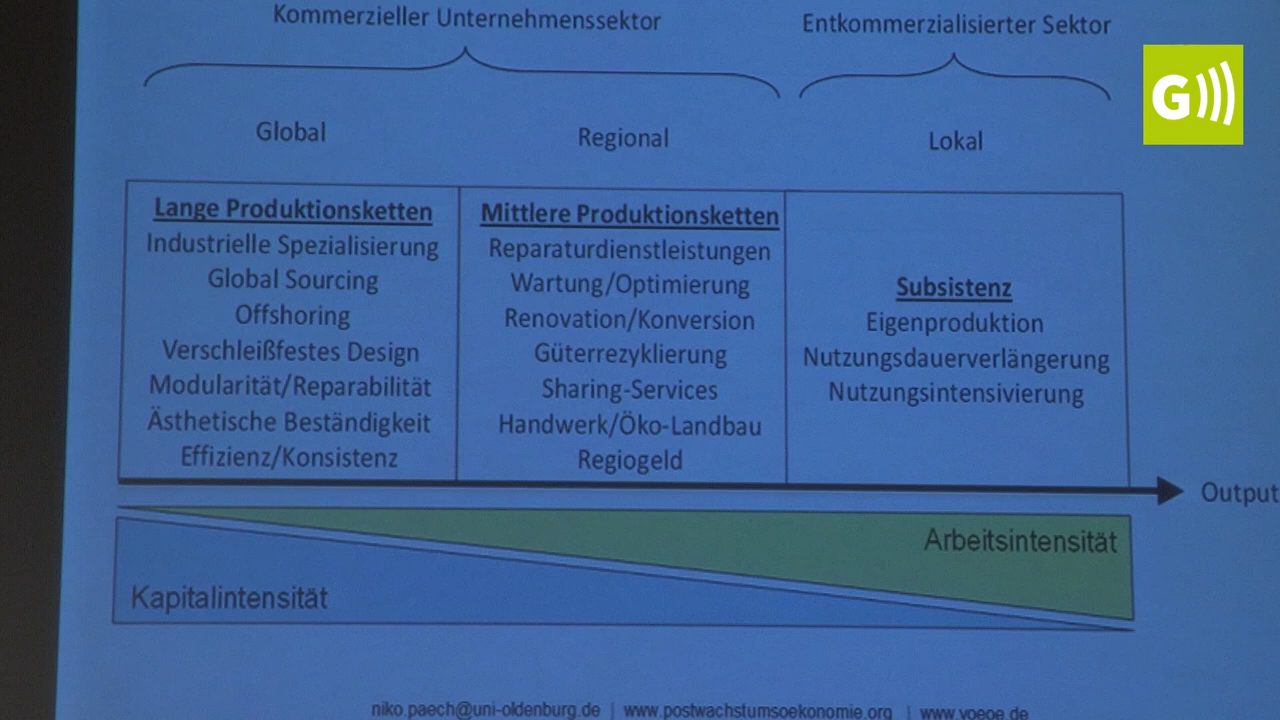 Kommerzieller Unternehmenssektor
Entkommerzialisierter Sektor
G
Global
Regional
Lokal
Lange Produktionsketten
Industrielle Spezialisierung
Global Sourcing
Offshoring
Verschleißfestes Design
Modularität/Reparabilität
Ästhetische Beständigkeit
Effizienz/Konsistenz
Mittlere Produktionsketten
Reparaturdienstleistungen
Wartung/Optimierung
Renovation/Konversion
Güterrezyklierung
Sharing-Services
Handwerk/Öko-Landbau
Regiogeld
Subsistenz
Eigenproduktion
Nutzungsdauerverlängerung
Nutzungsintensivierung
Output
Arbeitsintensität
Kapitalintensität
niko.paech@uni-oldenburg.de | www.postwachstumsoekonomie.org | www.voeoe.de